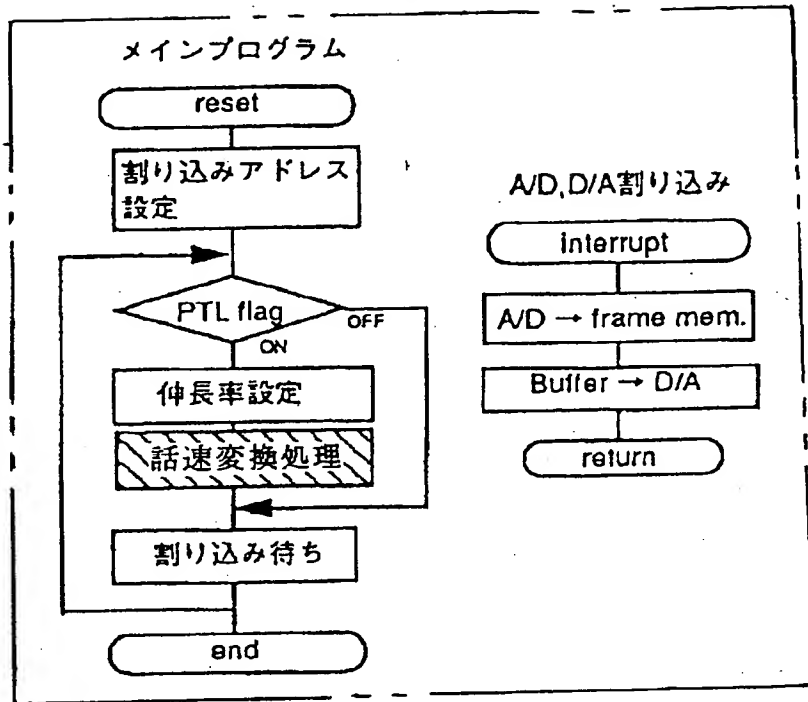 メインプログラム
reset
割り込みアドレス
設定
PTL flag
OFF
ON
伸長率設定
話速変換処理
割り込み待ち
end
A/D,D/A割り込み
interrupt
A/D → frame mem.
Buffer → D/A
return